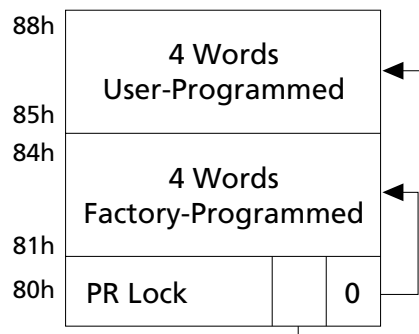 88h
4 Words
User-Programmed
85h
84h
4 Words
Factory-Programmed
81h
80h
PR Lock 0